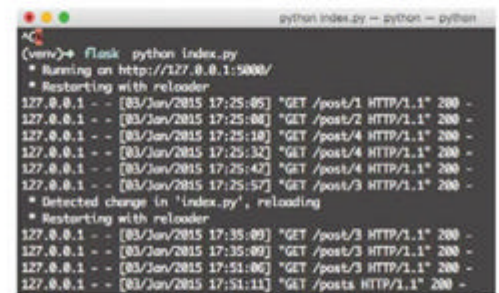 python index.py — python — python
^C
(venv)→ flask python index.py
* Running on http://127.0.0.1:5000/
* Restarting with reloader
127.0.0.1 - - [03/Jan/2015 17:25:05] "GET /post/1 HTTP/1.1" 200 -
127.0.0.1 - - [03/Jan/2015 17:25:08] "GET /post/2 HTTP/1.1" 200 -
127.0.0.1 - - [03/Jan/2015 17:25:10] "GET /post/4 HTTP/1.1" 200 -
127.0.0.1 - - [03/Jan/2015 17:25:32] "GET /post/4 HTTP/1.1" 200 -
127.0.0.1 - - [03/Jan/2015 17:25:42] "GET /post/4 HTTP/1.1" 200 -
127.0.0.1 - - [03/Jan/2015 17:25:57] "GET /post/3 HTTP/1.1" 200 -
* Detected change in 'index.py', reloading
* Restarting with reloader
127.0.0.1 - - [03/Jan/2015 17:35:09] "GET /post/3 HTTP/1.1" 200 -
127.0.0.1 - - [03/Jan/2015 17:35:09] "GET /post/3 HTTP/1.1" 200 -
127.0.0.1 - - [03/Jan/2015 17:51:06] "GET /post/3 HTTP/1.1" 200 -
127.0.0.1 - - [03/Jan/2015 17:51:11] "GET /posts HTTP/1.1" 200 -